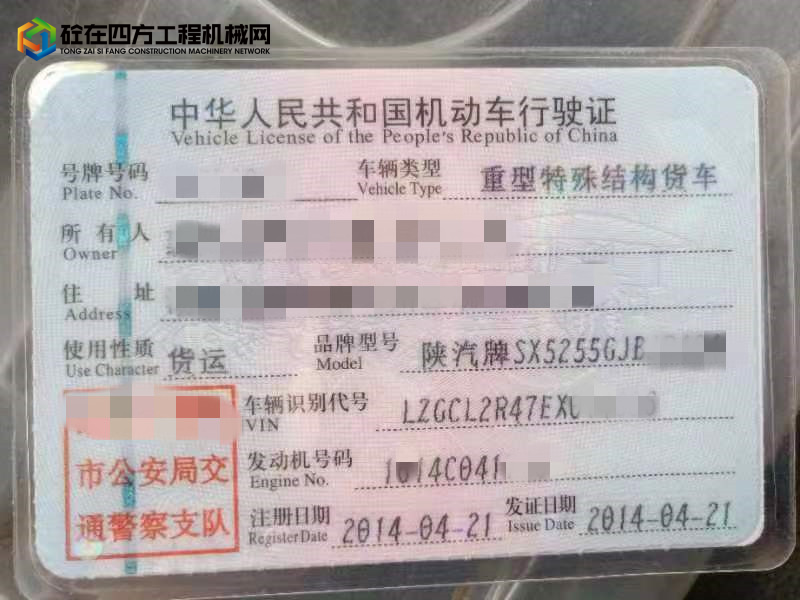 砼在四方工程机械网
TONG ZAI SI FANG CONSTRUCTION MACHINERY NETWORK
中华人民共和国机动车行驶证
Vehicle License of the People's Republic of China
号牌号码 车辆类型 重型特殊结构货车
Plate No. Vehicle Type
所有人
Owner
住址
Address
使用性质 货运 品牌型号 陕汽牌SX5255GJB
Use Character Model
车辆识别代号 LZGCL2R47EX
VIN
市公安局交 发动机号码 1614C041
Engine No.
通警察支队 注册日期 2014-04-21 发证日期 2014-04-21
Register Date Issue Date